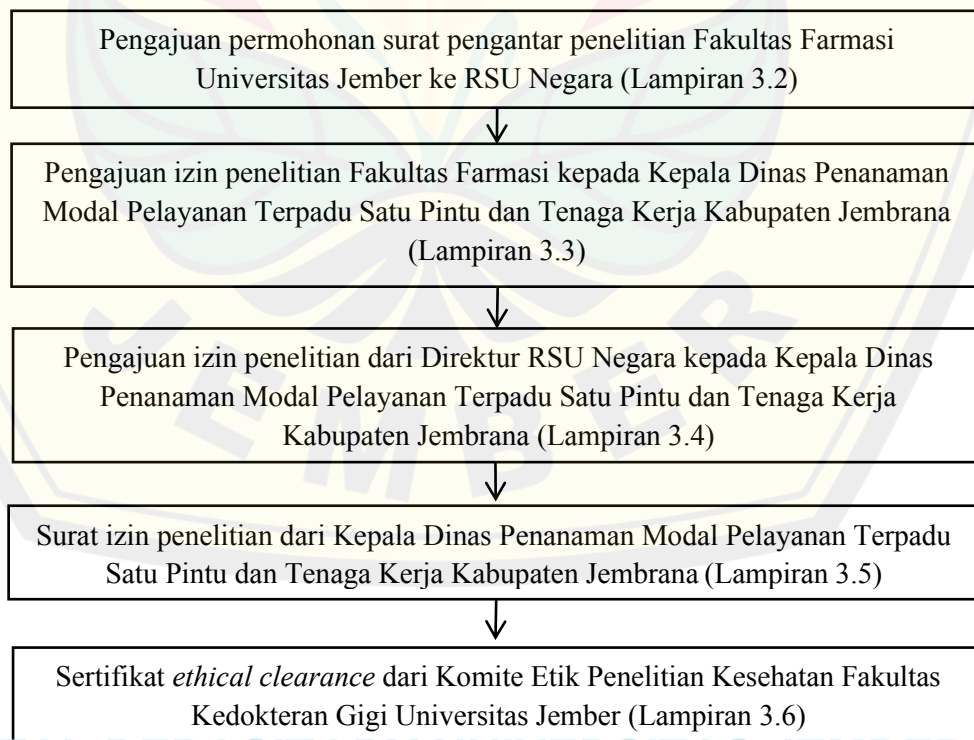 Pengajuan permohonan surat pengantar penelitian Fakultas Farmasi
Universitas Jember ke RSU Negara (Lampiran 3.2)
Pengajuan izin penelitian Fakultas Farmasi kepada Kepala Dinas Penanaman
Modal Pelayanan Terpadu Satu Pintu dan Tenaga Kerja Kabupaten Jembrana
(Lampiran 3.3)
Pengajuan izin penelitian dari Direktur RSU Negara kepada Kepala Dinas
Penanaman Modal Pelayanan Terpadu Satu Pintu dan Tenaga Kerja
Kabupaten Jembrana (Lampiran 3.4)
Surat izin penelitian dari Kepala Dinas Penanaman Modal Pelayanan Terpadu
Satu Pintu dan Tenaga Kerja Kabupaten Jembrana (Lampiran 3.5)
Sertifikat ethical clearance dari Komite Etik Penelitian Kesehatan Fakultas
Kedokteran Gigi Universitas Jember (Lampiran 3.6)
JEMBER